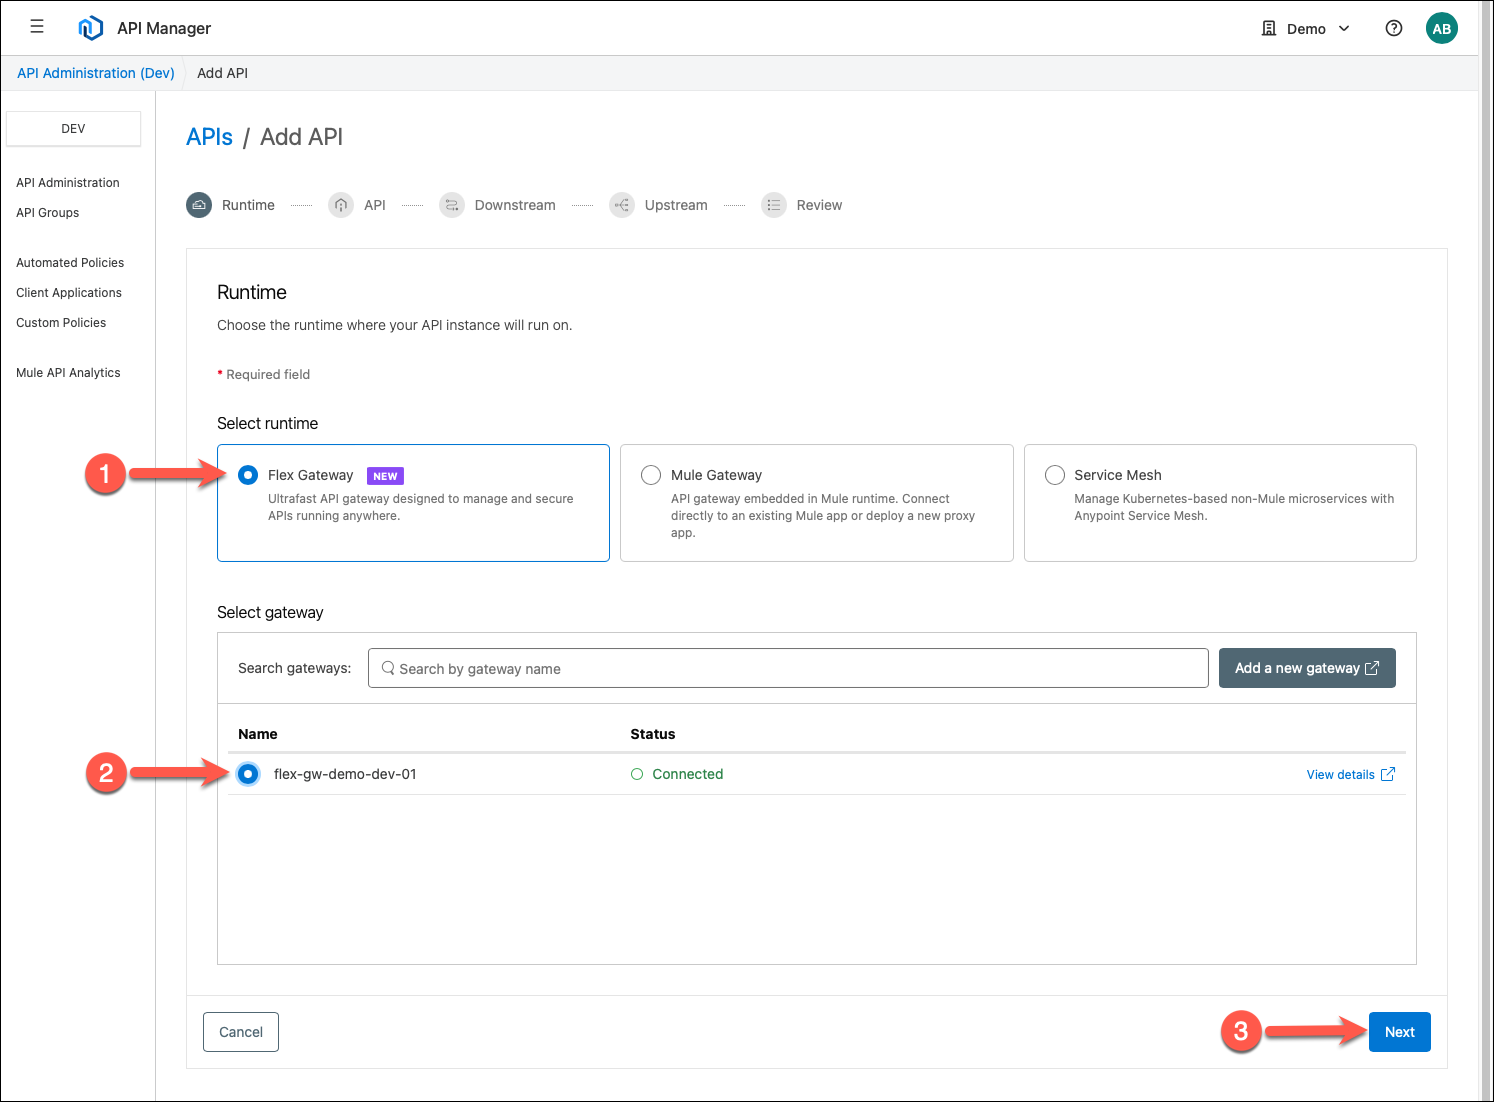 API Manager
Demo
AB
API Administration (Dev)
Add API
DEV
API Administration
API Groups
Automated Policies
Client Applications
Custom Policies
Mule API Analytics
APIs / Add API
Runtime
API
Downstream
Upstream
Review
Runtime
Choose the runtime where your API instance will run on.
* Required field
Select runtime
1
Flex Gateway NEW
Ultrafast API gateway designed to manage and secure
APIs running anywhere.
Mule Gateway
API gateway embedded in Mule runtime. Connect
directly to an existing Mule app or deploy a new proxy
app.
Service Mesh
Manage Kubernetes-based non-Mule microservices with
Anypoint Service Mesh.
Select gateway
Search gateways:
Search by gateway name
Add a new gateway
Name
Status
2
flex-gw-demo-dev-01
Connected
View details
Cancel
3
Next